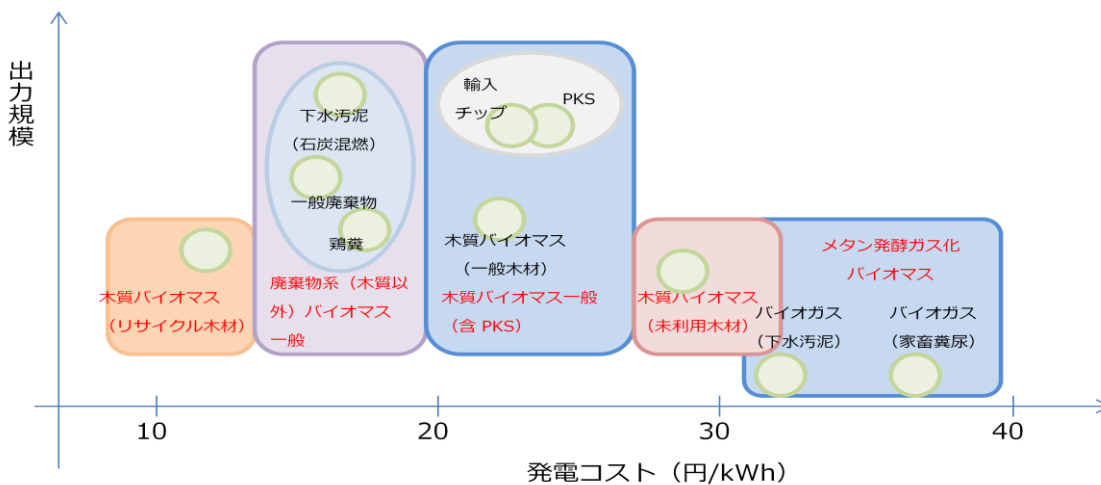 出力規模
下水汚泥
（石炭混燃）
一般廃棄物
鶏糞
廃棄物系（木質以
外）バイオマス
一般
木質バイオマス
（リサイクル木材）
輸入
チップ
PKS
木質バイオマス
（一般木材）
木質バイオマス一般
（含 PKS）
木質バイオマス
（未利用木材）
メタン発酵ガス化
バイオマス
バイオガス
（下水汚泥）
バイオガス
（家畜糞尿）
10
20
30
40
発電コスト（円/kWh）